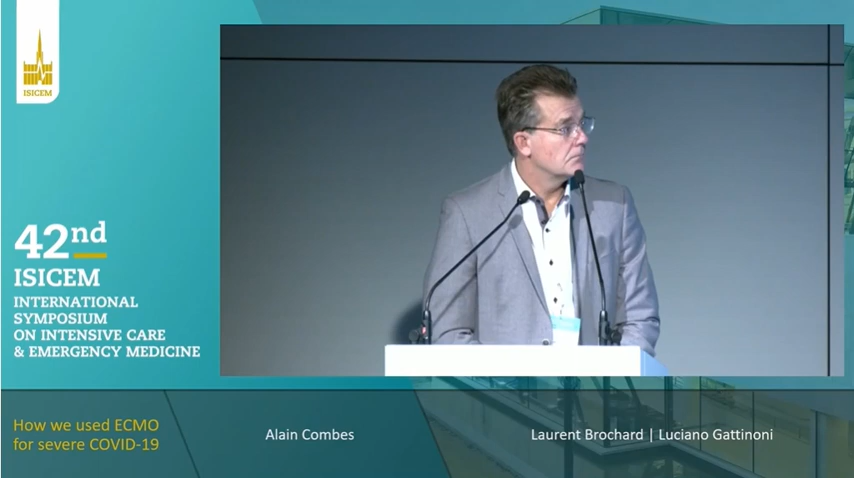 ISICEM
42nd
ISICEM
INTERNATIONAL
SYMPOSIUM
ON INTENSIVE CARE
& EMERGENCY MEDICINE
How we used ECMO
for severe COVID-19
Alain Combes
Laurent Brochard | Luciano Gattinoni